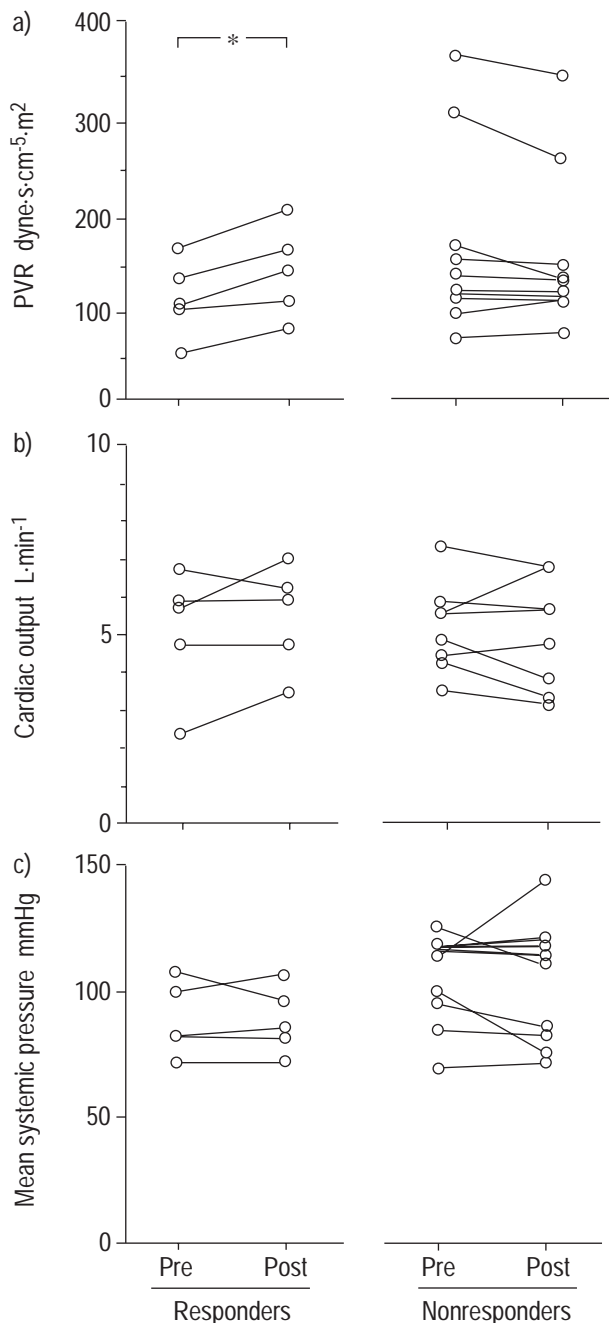 a)
400
300
200
100
0
PVR dyne·s·cm⁻⁵·m²
*
b)
10
5
0
Cardiac output L·min⁻¹
c)
150
100
50
0
Mean systemic pressure mmHg
Pre Post Pre Post
Responders Nonresponders